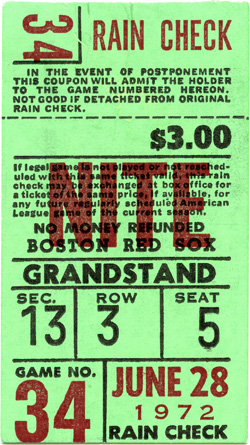 34
RAIN CHECK
IN THE EVENT OF POSTPONEMENT
THIS COUPON WILL ADMIT THE HOLDER
TO THE GAME NUMBERED HEREON.
NOT GOOD IF DETACHED FROM ORIGINAL
RAIN CHECK.
$3.00
If legal game is not played or not resched-
uled with this same ticket valid, the rain
check may be exchanged at box office for
a ticket of the same price, if available, for
any future regularly scheduled American
League game of the current season.
NITE
NO MONEY REFUNDED
BOSTON RED SOX
GRANDSTAND
SEC. ROW SEAT
13 3 5
GAME NO.
34
JUNE 28
1972
RAIN CHECK